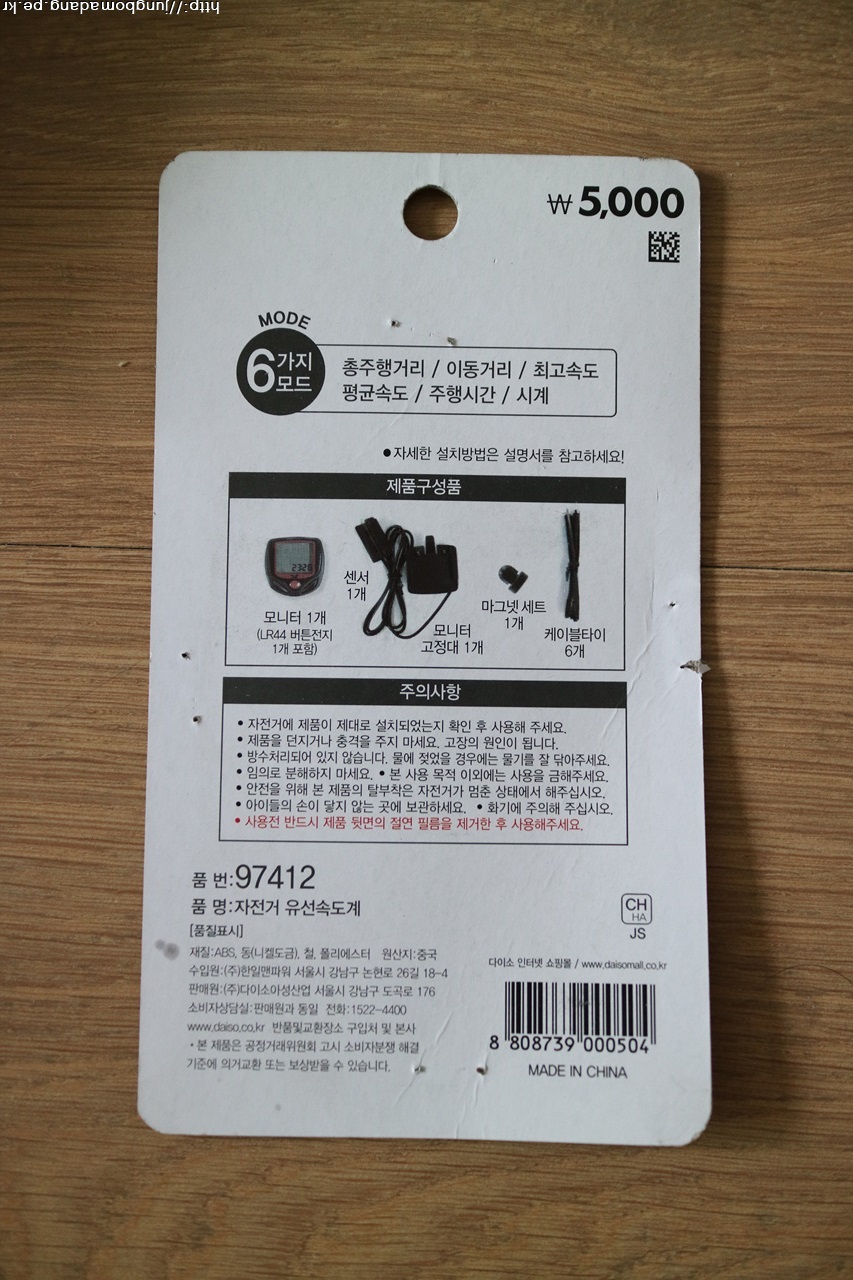 http://jungbomadang.pe.kr
₩ 5,000
MODE
6가지 모드
총주행거리 / 이동거리 / 최고속도
평균속도 / 주행시간 / 시계
●자세한 설치방법은 설명서를 참고하세요!
제품구성품
2328
모니터 1개
(LR44 버튼전지
1개 포함)
센서
1개
모니터
고정대 1개
마그넷 세트
1개
케이블타이
6개
주의사항
• 자전거에 제품이 제대로 설치되었는지 확인 후 사용해 주세요.
• 제품을 던지거나 충격을 주지 마세요. 고장의 원인이 됩니다.
• 방수처리되어 있지 않습니다. 물에 젖었을 경우에는 물기를 잘 닦아주세요.
• 임의로 분해하지 마세요. • 본 사용 목적 이외에는 사용을 금해주세요.
• 안전을 위해 본 제품의 탈부착은 자전거가 멈춘 상태에서 해주십시오.
• 아이들의 손이 닿지 않는 곳에 보관하세요. • 화기에 주의해 주십시오.
• 사용전 반드시 제품 뒷면의 절연 필름을 제거한 후 사용해주세요.
품 번:97412
품 명:자전거 유선속도계
[품질표시]
재질:ABS, 동(니켈도금), 철, 폴리에스터 원산지:중국
수입원:(주)한일맨파워 서울시 강남구 논현로 26길 18-4
판매원:(주)다이소아성산업 서울시 강남구 도곡로 176
소비자상담실:판매원과 동일 전화:1522-4400
www.daiso.co.kr 반품및교환장소 구입처 및 본사
• 본 제품은 공정거래위원회 고시 소비자분쟁 해결
기준에 의거교환 또는 보상받을 수 있습니다.
CH
HA
JS
다이소 인터넷 쇼핑몰 / www.daisomall.co.kr
8 808739 000504
MADE IN CHINA